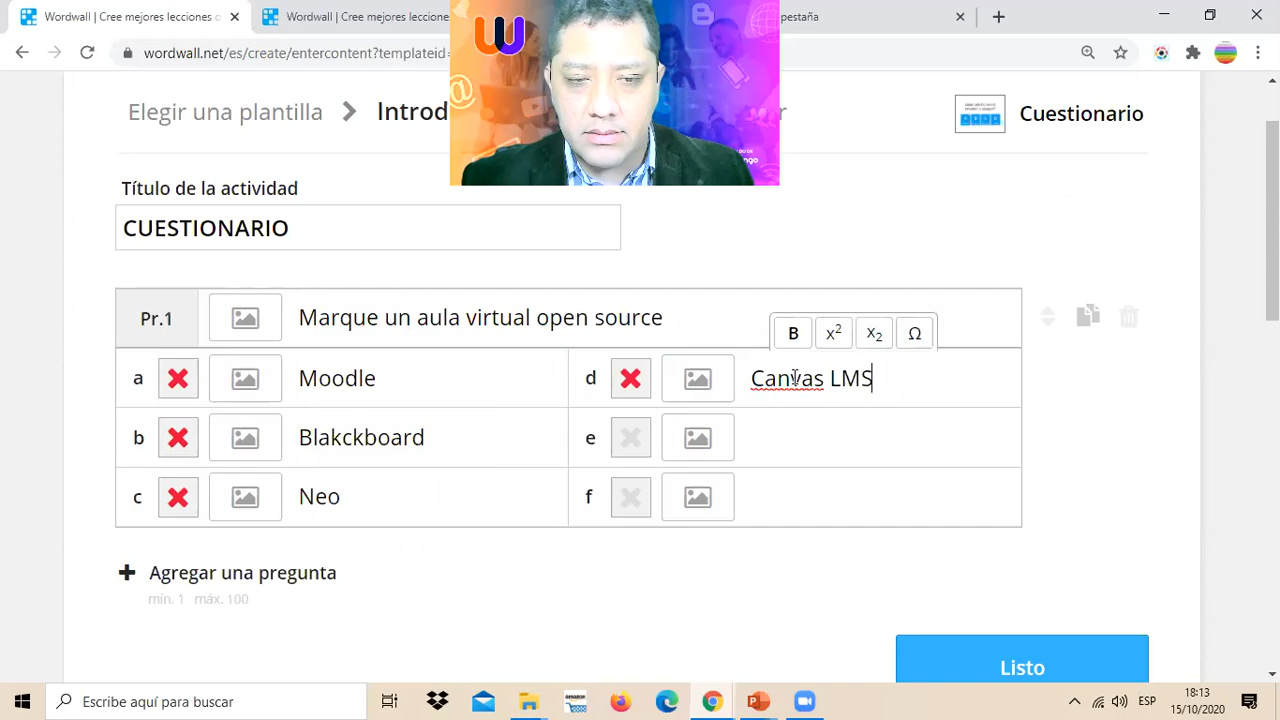 Wordwall | Cree mejores lecciones d
Wordwall | Cree mejores leccione
pestaña
wordwall.net/es/create/entercontent?templateid=
Elegir una plantilla
Introd
r
Cuestionario
Título de la actividad
CUESTIONARIO
Pr.1
Marque un aula virtual open source
B x² x₂ Ω
a Moodle
d Canvas LMS
b Blakckboard
e
c Neo
f
Agregar una pregunta
mín. 1 máx. 100
Listo
Escribe aquí para buscar
ESP
18:13
15/10/2020